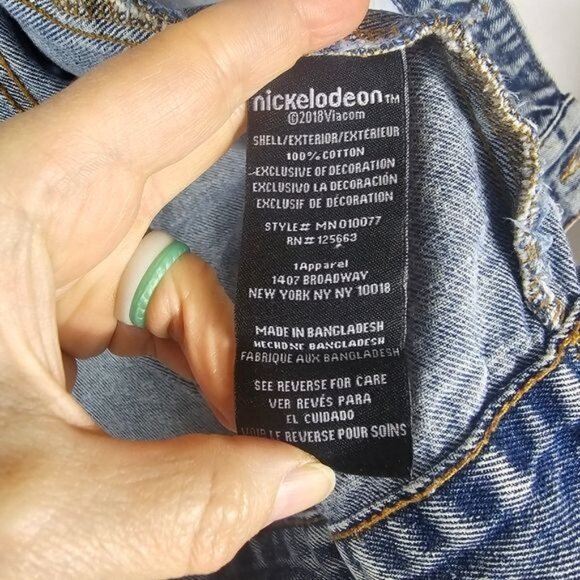 nickelodeon™
©2018Viacom
SHELL/EXTERIOR/EXTÉRIEUR
100% COTTON
EXCLUSIVE OF DECORATION
EXCLUSIVO LA DECORACIÓN
EXCLUSIF DE DÉCORATION
STYLE# MN010077
RN# 125663
1Apparel
1407 BROADWAY
NEW YORK NY NY 10018
MADE IN BANGLADESH
HECHO NE BANGLADESH
FABRIQUE AUX BANGLADESH
SEE REVERSE FOR CARE
VER REVÉS PARA
EL CUIDADO
VOIR LE REVERSE POUR SOINS